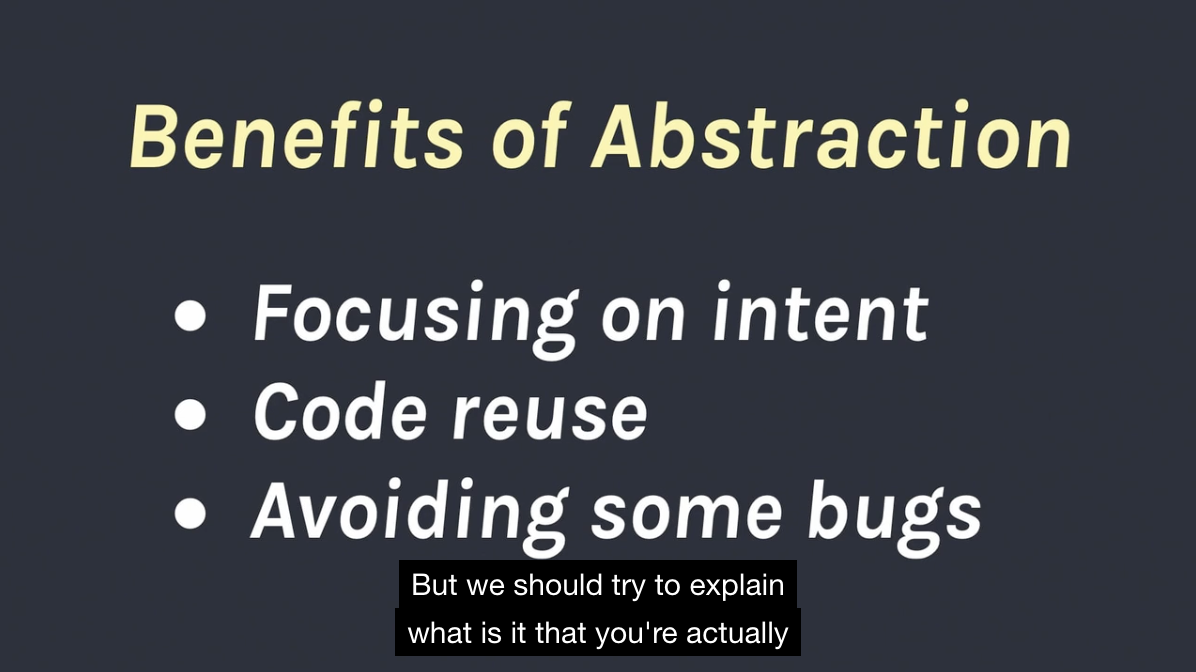 Benefits of Abstraction
● Focusing on intent
● Code reuse
● Avoiding some bugs
But we should try to explain
what is it that you're actually